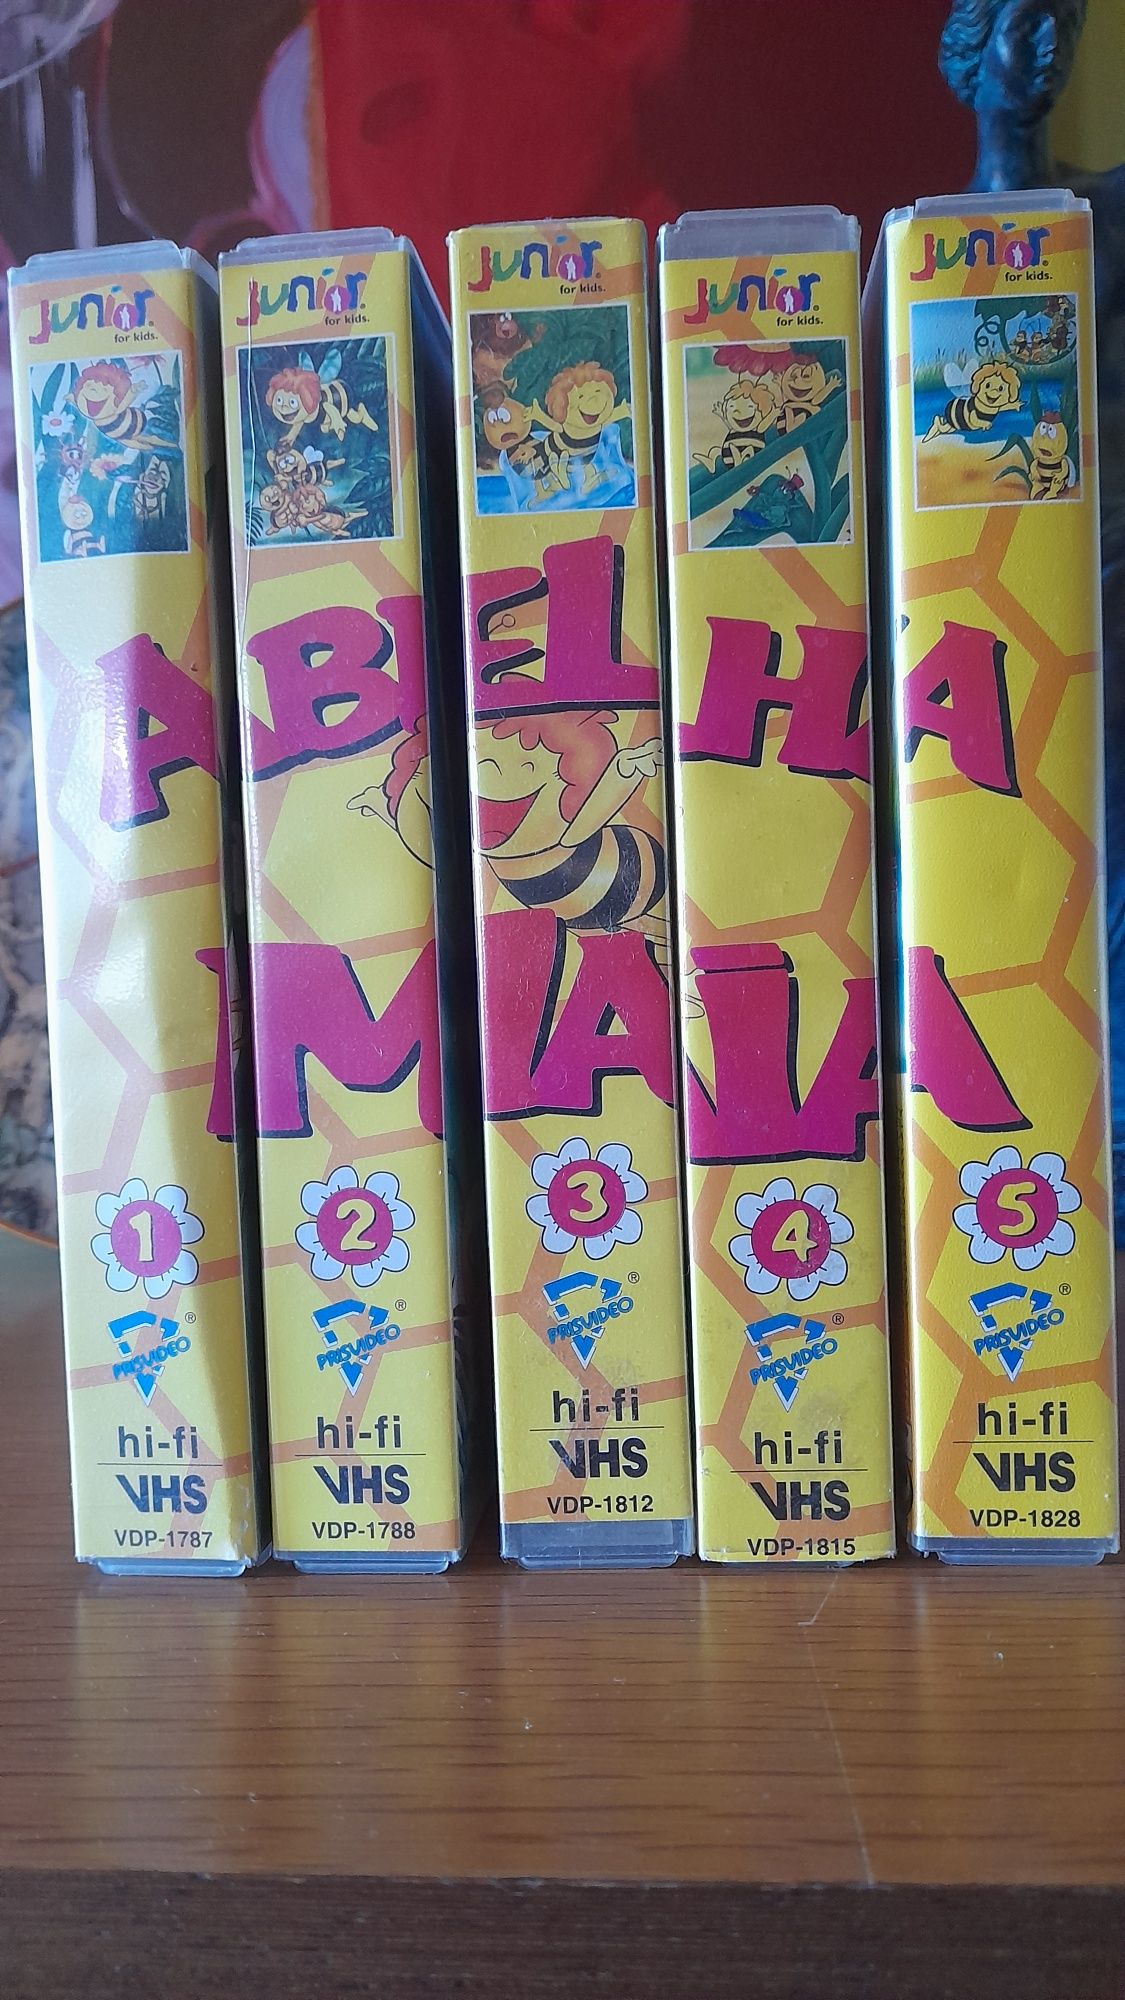 Junior
for kids.
Junior
for kids.
Junior
for kids.
Junior
for kids.
Junior
for kids.
ABELHA
MAIA
1
2
3
4
5
PRISVIDEO
hi-fi
VHS
VDP-1787
PRISVIDEO
hi-fi
VHS
VDP-1788
PRISVIDEO
hi-fi
VHS
VDP-1812
PRISVIDEO
hi-fi
VHS
VDP-1815
PRISVIDEO
hi-fi
VHS
VDP-1828